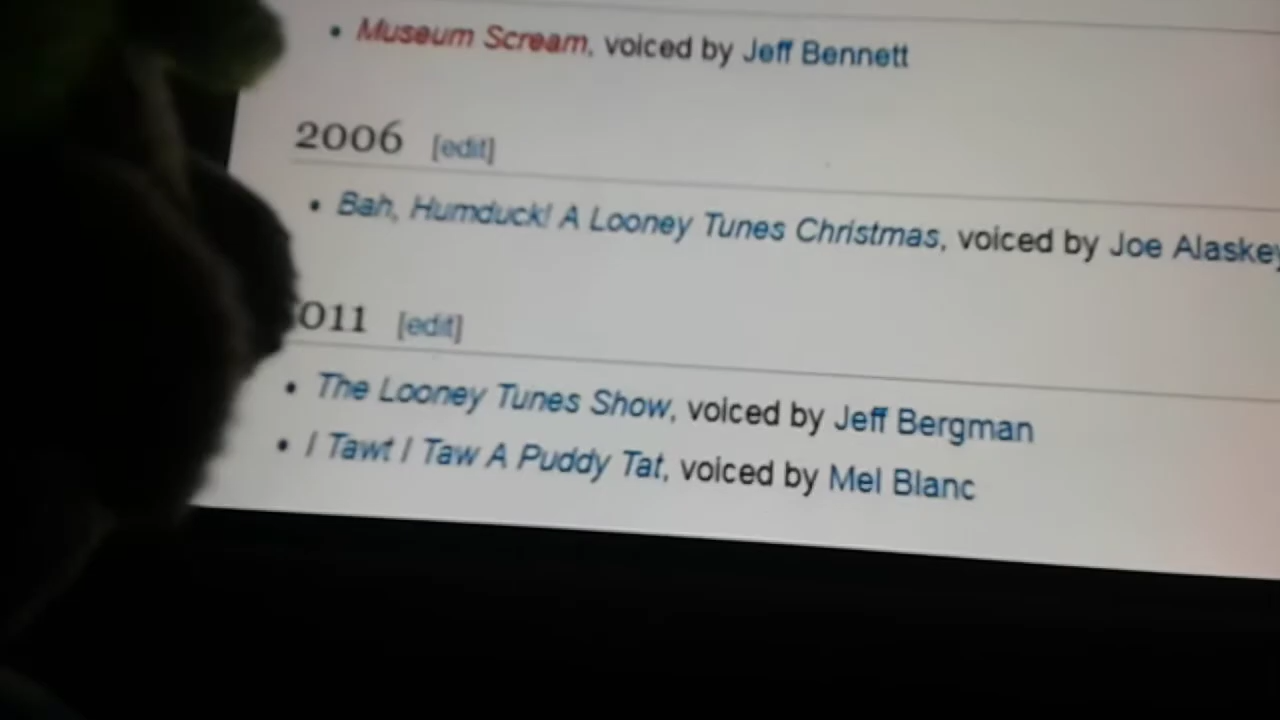 Museum Scream, voiced by Jeff Bennett
2006 [edit]
Bah, Humduck! A Looney Tunes Christmas, voiced by Joe Alaskey
011 [edit]
The Looney Tunes Show, voiced by Jeff Bergman
I Tawt I Taw A Puddy Tat, voiced by Mel Blanc